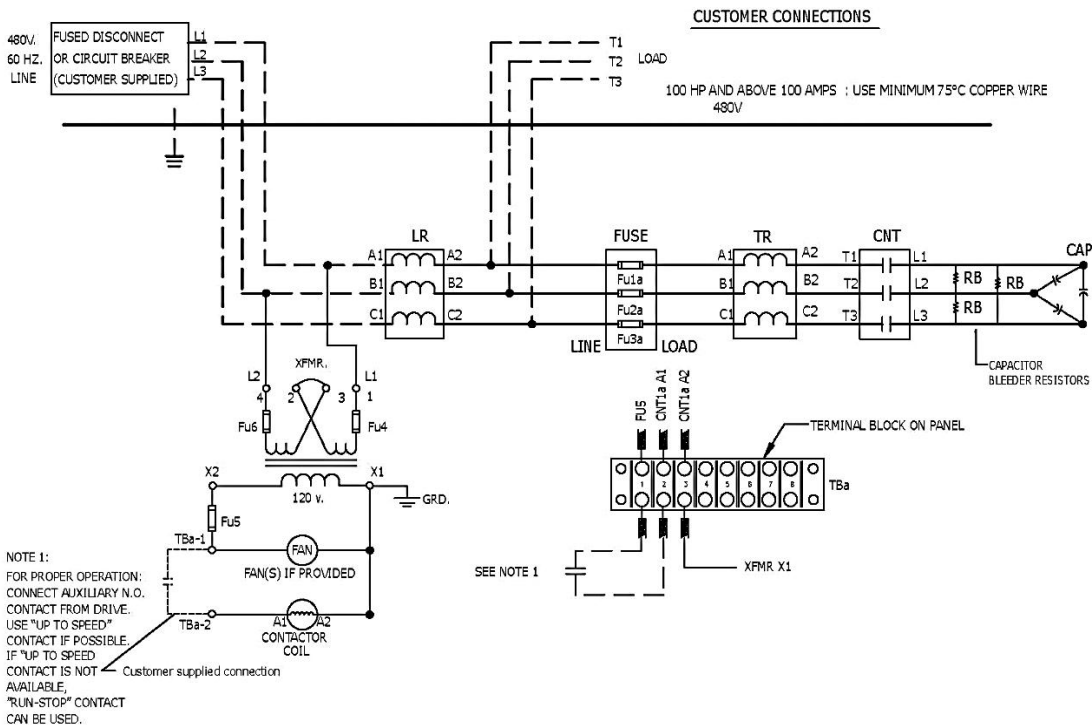 CUSTOMER CONNECTIONS
480V.
60 HZ.
LINE
FUSED DISCONNECT
OR CIRCUIT BREAKER
(CUSTOMER SUPPLIED)
L1
L2
L3
T1
T2
T3
LOAD
100 HP AND ABOVE 100 AMPS : USE MINIMUM 75°C COPPER WIRE
480V
LR
FUSE
TR
CNT
CAP
A1
A2
B1
B2
C1
C2
Fu1a
Fu2a
Fu3a
LINE
LOAD
A1
A2
B1
B2
C1
C2
T1
L1
T2
L2
T3
L3
RB
RB
RB
CAPACITOR
BLEEDER RESISTORS
XFMR.
L2
L1
4
2
3
1
Fu6
Fu4
X2
X1
120 v.
GRD.
Fu5
TBa-1
FAN
FAN(S) IF PROVIDED
TBa-2
A1
A2
CONTACTOR
COIL
NOTE 1:
FOR PROPER OPERATION:
CONNECT AUXILIARY N.O.
CONTACT FROM DRIVE.
USE "UP TO SPEED"
CONTACT IF POSSIBLE.
IF "UP TO SPEED
CONTACT IS NOT
AVAILABLE,
"RUN-STOP" CONTACT
CAN BE USED.
Customer supplied connection
FU5
CNT1a A1
CNT1a A2
TERMINAL BLOCK ON PANEL
1 2 3 4 5 6 7 8
TBa
SEE NOTE 1
XFMR X1